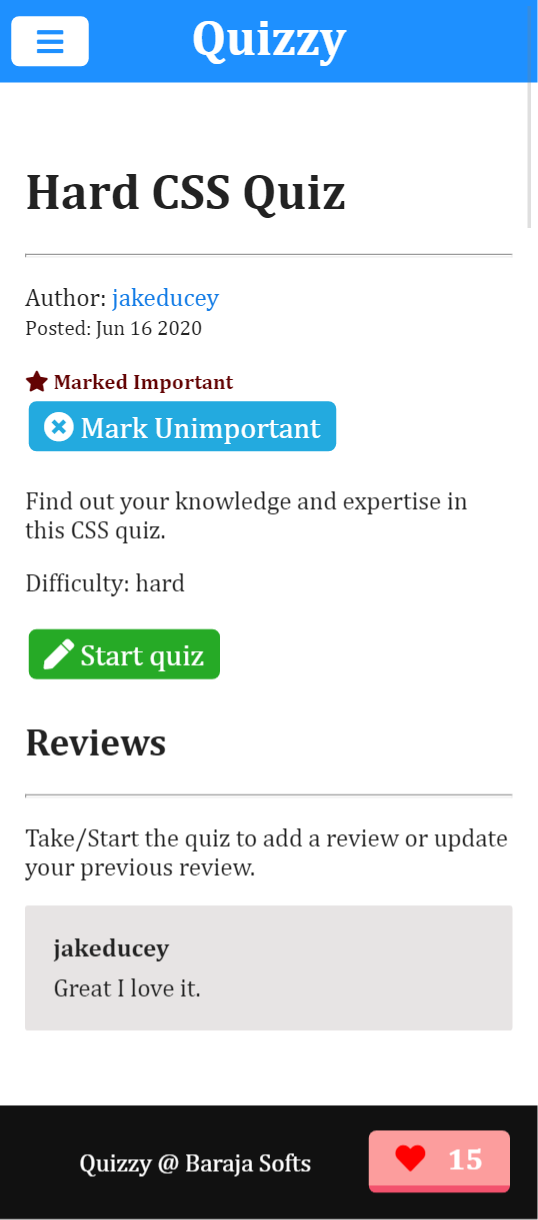 Quizzy
Hard CSS Quiz
Author: jakeducey
Posted: Jun 16 2020
Marked Important
Mark Unimportant
Find out your knowledge and expertise in
this CSS quiz.
Difficulty: hard
Start quiz
Reviews
Take/Start the quiz to add a review or update
your previous review.
jakeducey
Great I love it.
Quizzy @ Baraja Softs
15